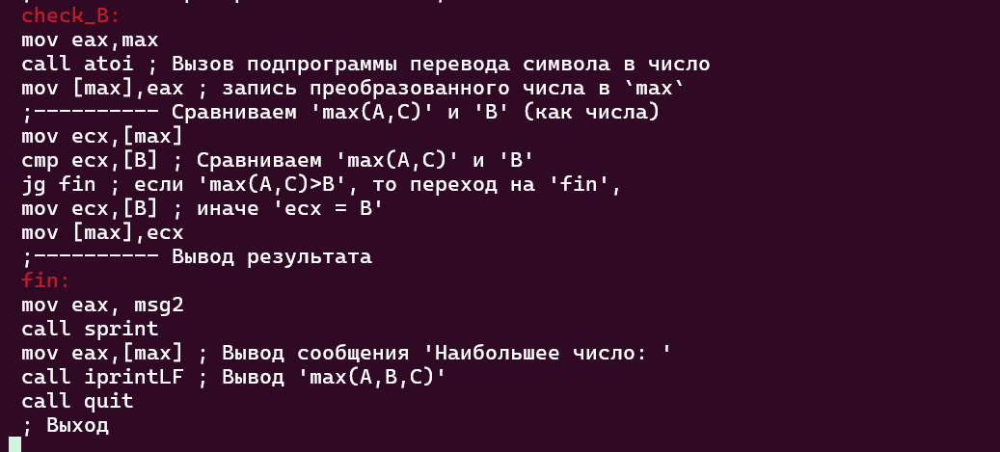 check_B:
mov eax,max
call atoi ; Вызов подпрограммы перевода символа в число
mov [max],eax ; запись преобразованного числа в `max`
;---------- Сравниваем 'max(A,C)' и 'B' (как числа)
mov ecx,[max]
cmp ecx,[B] ; Сравниваем 'max(A,C)' и 'B'
jg fin ; если 'max(A,C)>B', то переход на 'fin',
mov ecx,[B] ; иначе 'ecx = B'
mov [max],ecx
;---------- Вывод результата
fin:
mov eax, msg2
call sprint
mov eax,[max] ; Вывод сообщения 'Наибольшее число: '
call iprintLF ; Вывод 'max(A,B,C)'
call quit
; Выход